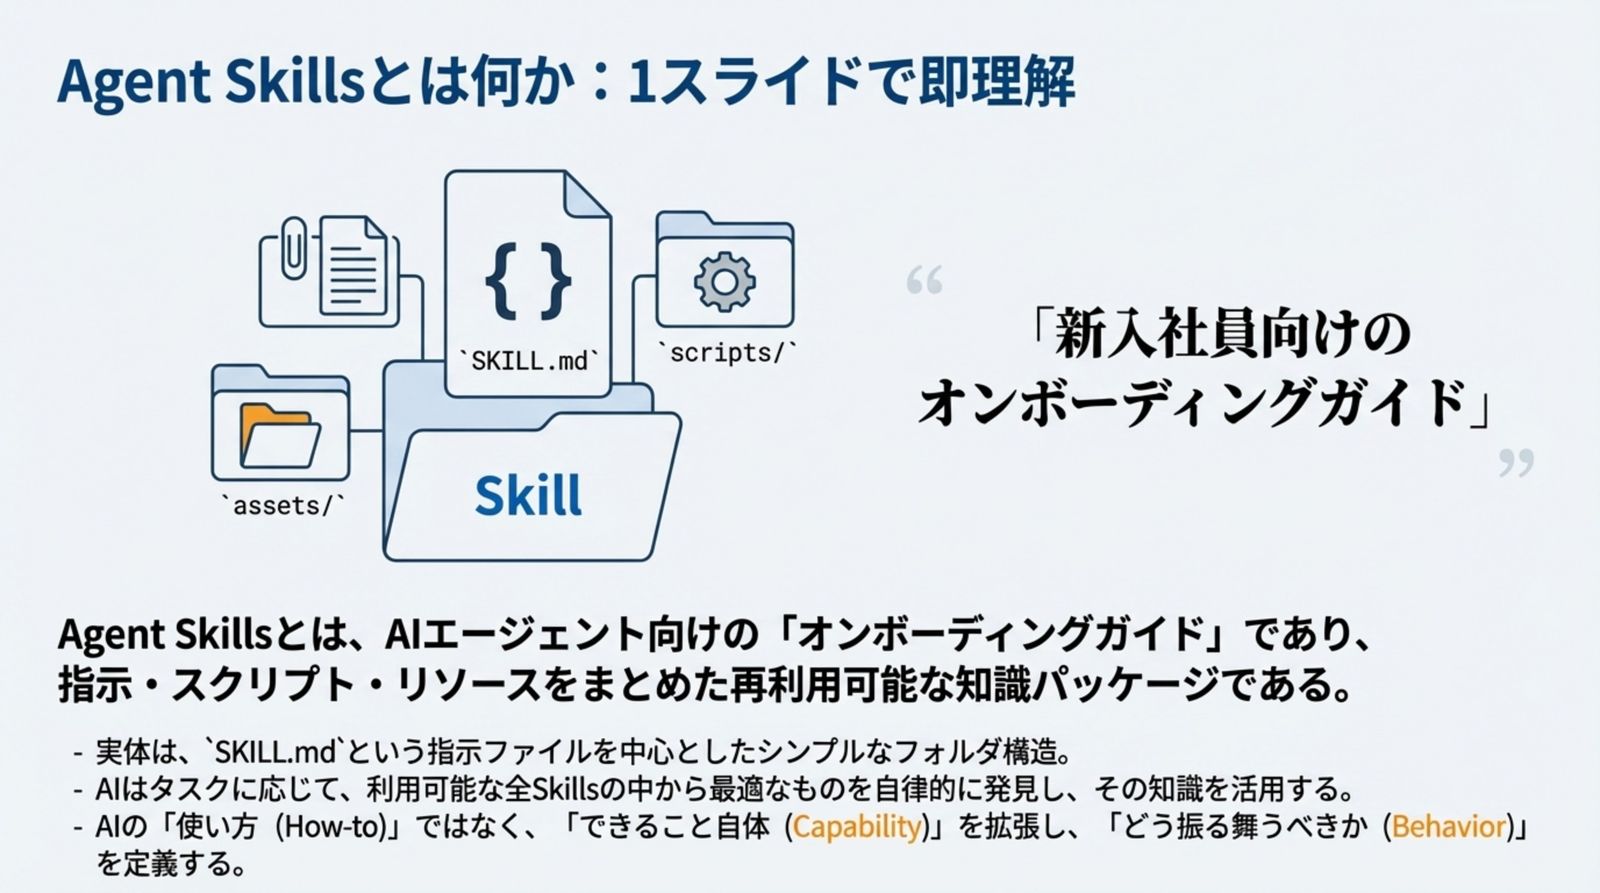 Agent Skillsとは何か：1スライドで即理解
{ }
`SKILL.md`
`scripts/`
`assets/`
Skill
“
「新入社員向けの
オンボーディングガイド」
”
Agent Skillsとは、AIエージェント向けの「オンボーディングガイド」であり、
指示・スクリプト・リソースをまとめた再利用可能な知識パッケージである。
- 実体は、`SKILL.md`という指示ファイルを中心としたシンプルなフォルダ構造。
- AIはタスクに応じて、利用可能な全Skillsの中から最適なものを自律的に発見し、その知識を活用する。
- AIの「使い方（How-to)」ではなく、「できること自体（Capability)」を拡張し、「どう振る舞うべきか（Behavior)」
を定義する。